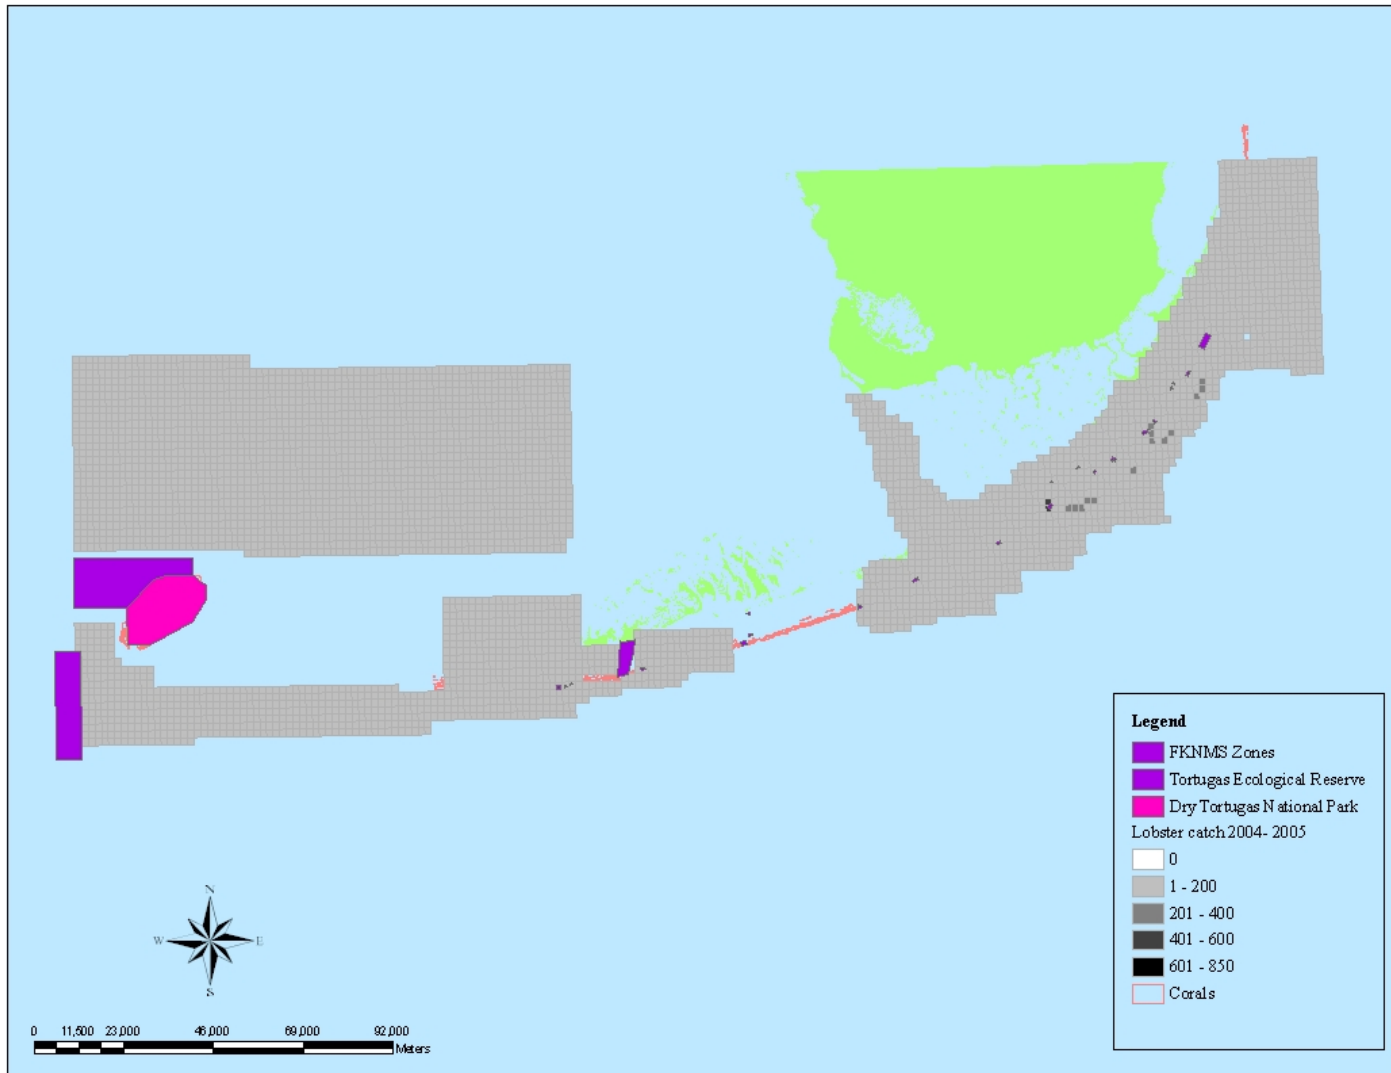 Legend
FKNMS Zones
Tortugas Ecological Reserve
Dry Tortugas National Park
Lobster catch 2004- 2005
0
1 - 200
201 - 400
401 - 600
601 - 850
Corals
N
W E
S
0 11,500 23,000 46,000 69,000 92,000
Meters